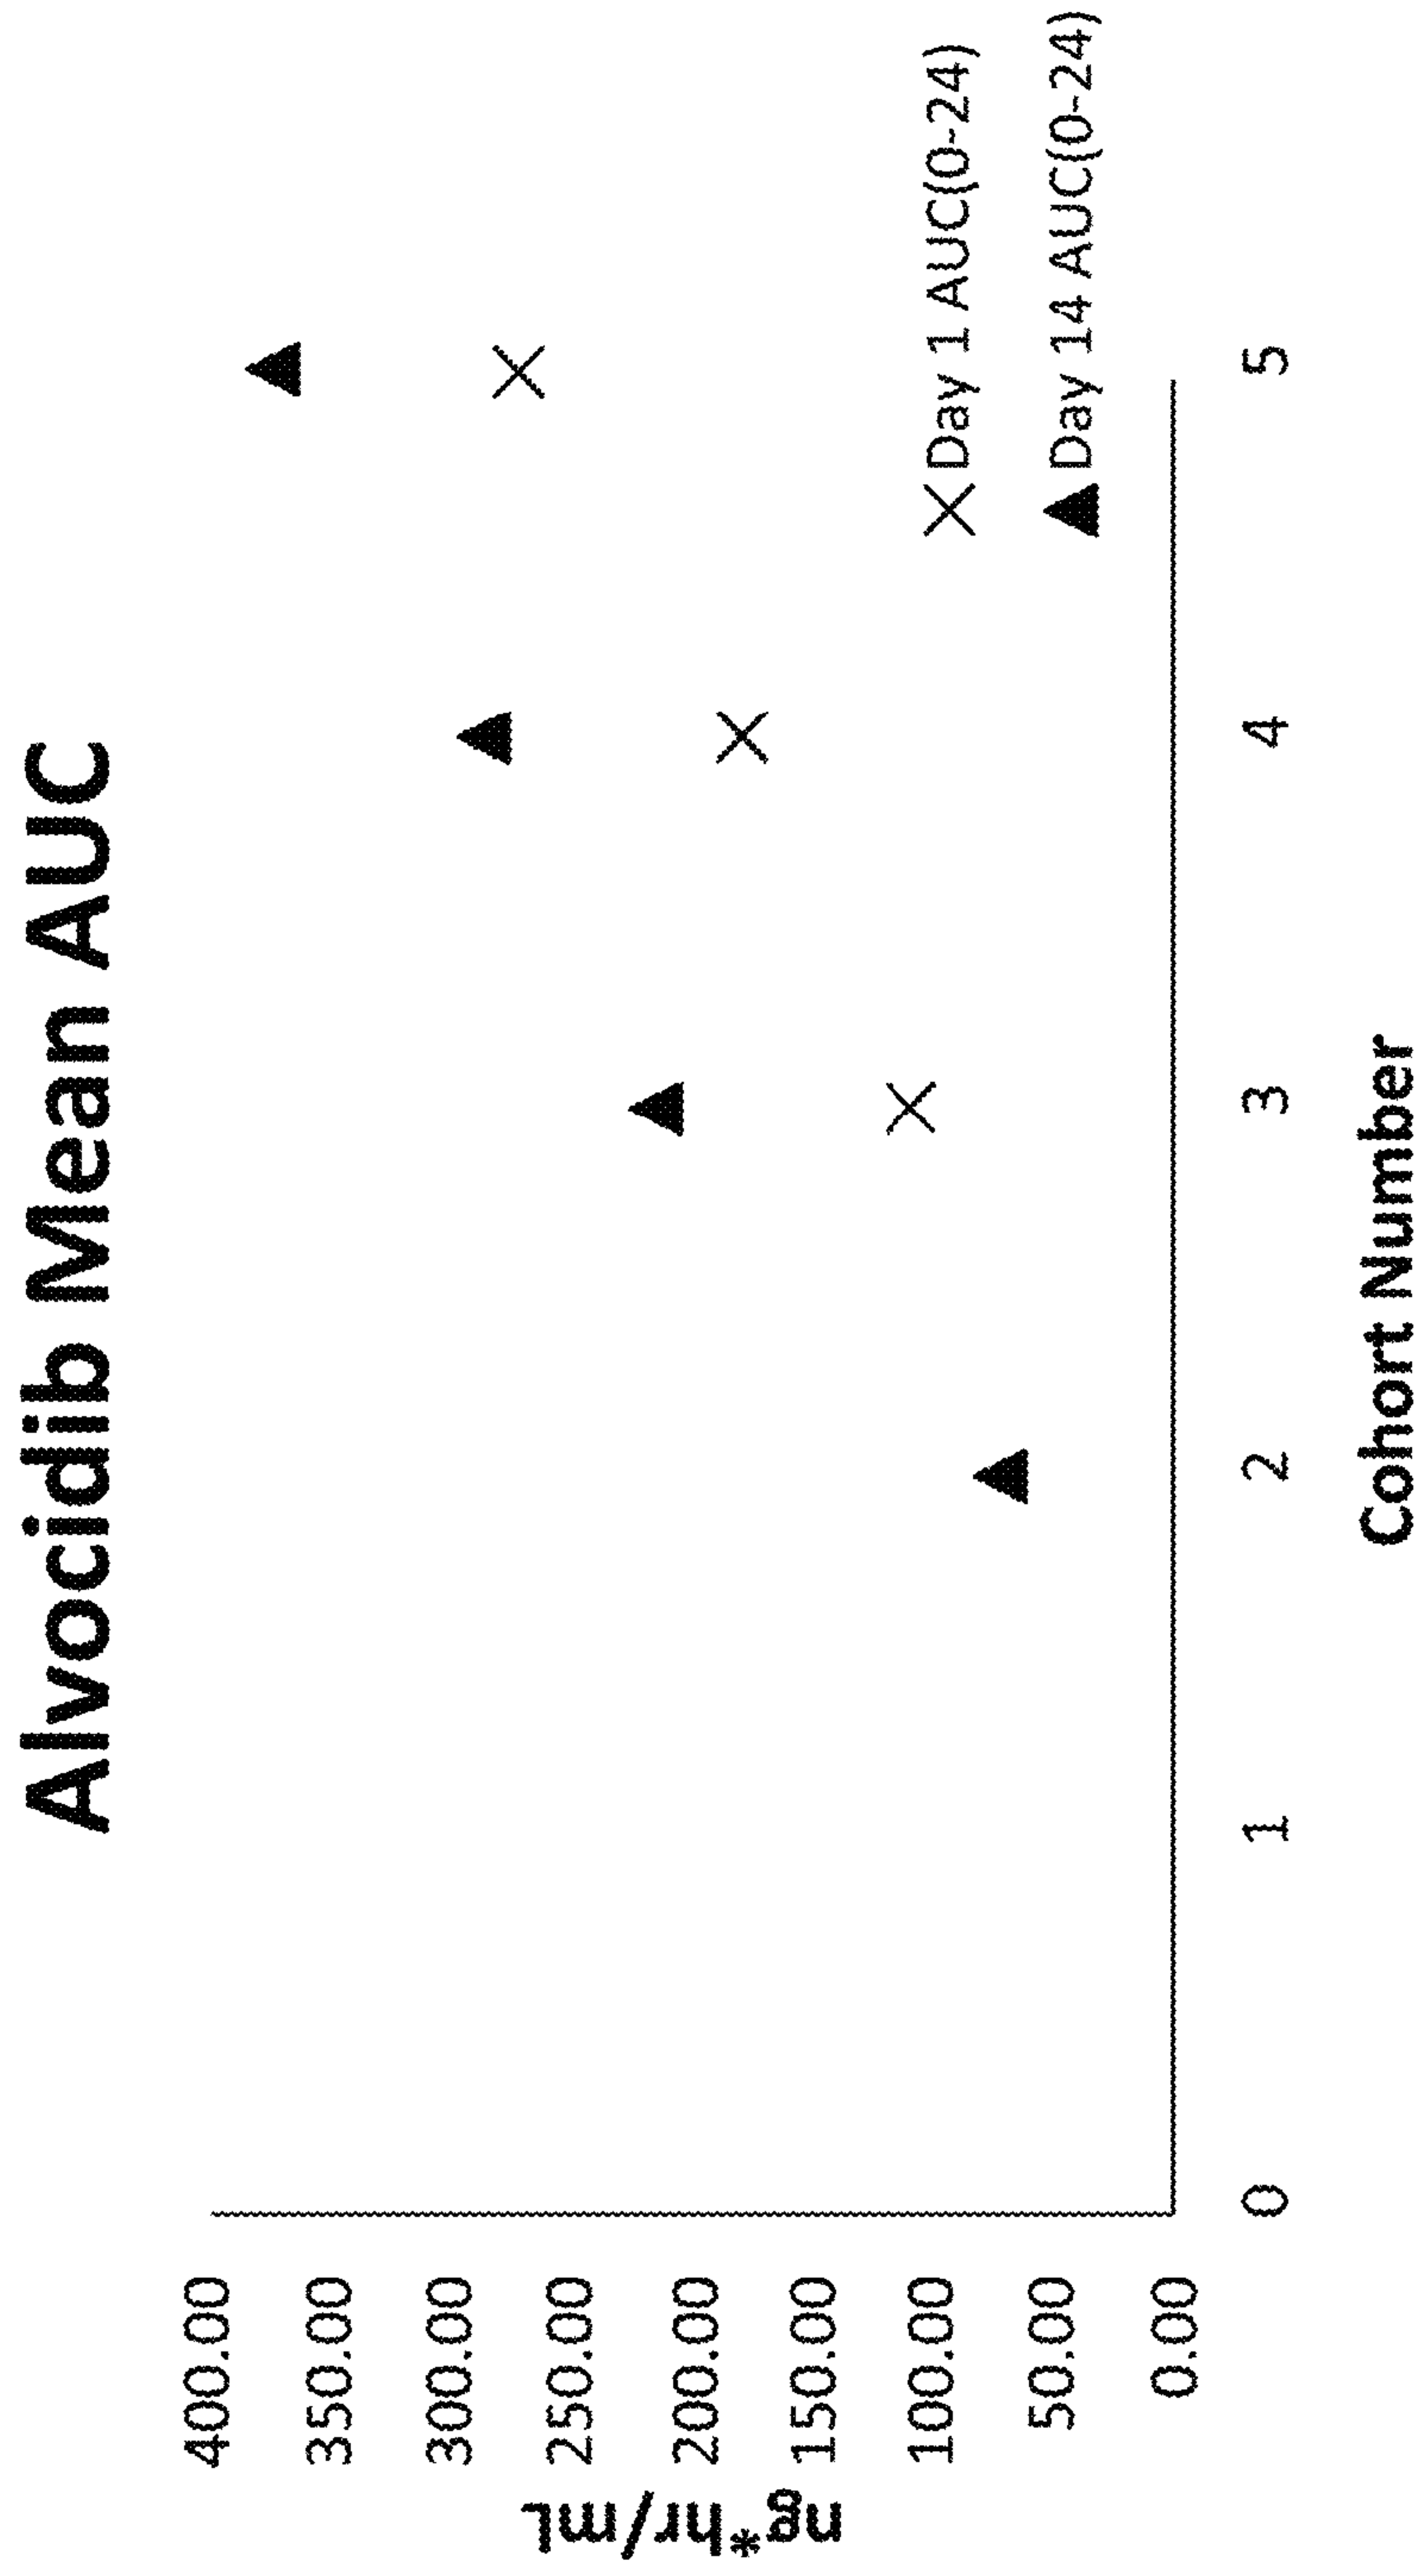 Alvocidib Mean AUC
ng*hr/mL
400.00
350.00
300.00
250.00
200.00
150.00
100.00
50.00
0.00
Day 1 AUC(0-24)
Day 14 AUC(0-24)
0 1 2 3 4 5
Cohort Number